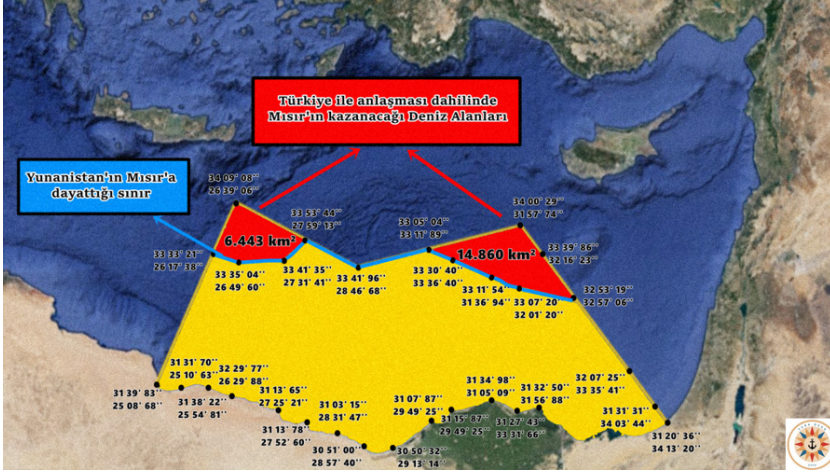 Türkiye ile anlaşması dahilinde
Mısır'ın kazanacağı Deniz Alanları
Yunanistan'ın Mısır'a
dayattığı sınır
34 09' 08''
26 39' 06''
33 53' 44''
27 59' 13''
33 05' 04''
33 11' 89''
34 00' 29''
31 57' 74''
6.443 km²
14.860 km²
33 33' 21''
26 17' 38''
33 39' 86''
32 16' 23''
33 35' 04''
26 49' 60''
33 41' 35''
27 31' 41''
33 41' 96''
28 46' 68''
33 30' 40''
33 36' 40''
33 11' 54''
31 36' 94''
33 07' 20
32 01' 20''
32 53' 19''
32 57' 06''
31 39' 83''
25 08' 68''
31 31' 70''
25 10' 63''
31 38' 22''
25 54' 81''
32 29' 77''
26 29' 88''
31 13' 65''
27 25' 21''
31 13' 78''
27 52' 60''
31 03' 15''
28 31' 47''
30 51' 00''
28 57' 40''
30 50' 32''
29 13' 14''
31 07' 87''
29 49' 25''
31 15' 87''
29 49' 25''
31 34' 98''
31 05' 09''
31 27' 43''
33 31' 66''
31 32' 50''
31 56' 88''
32 07' 25''
33 35' 41''
31 31' 31''
34 03' 44''
31 20' 36''
34 13' 20''